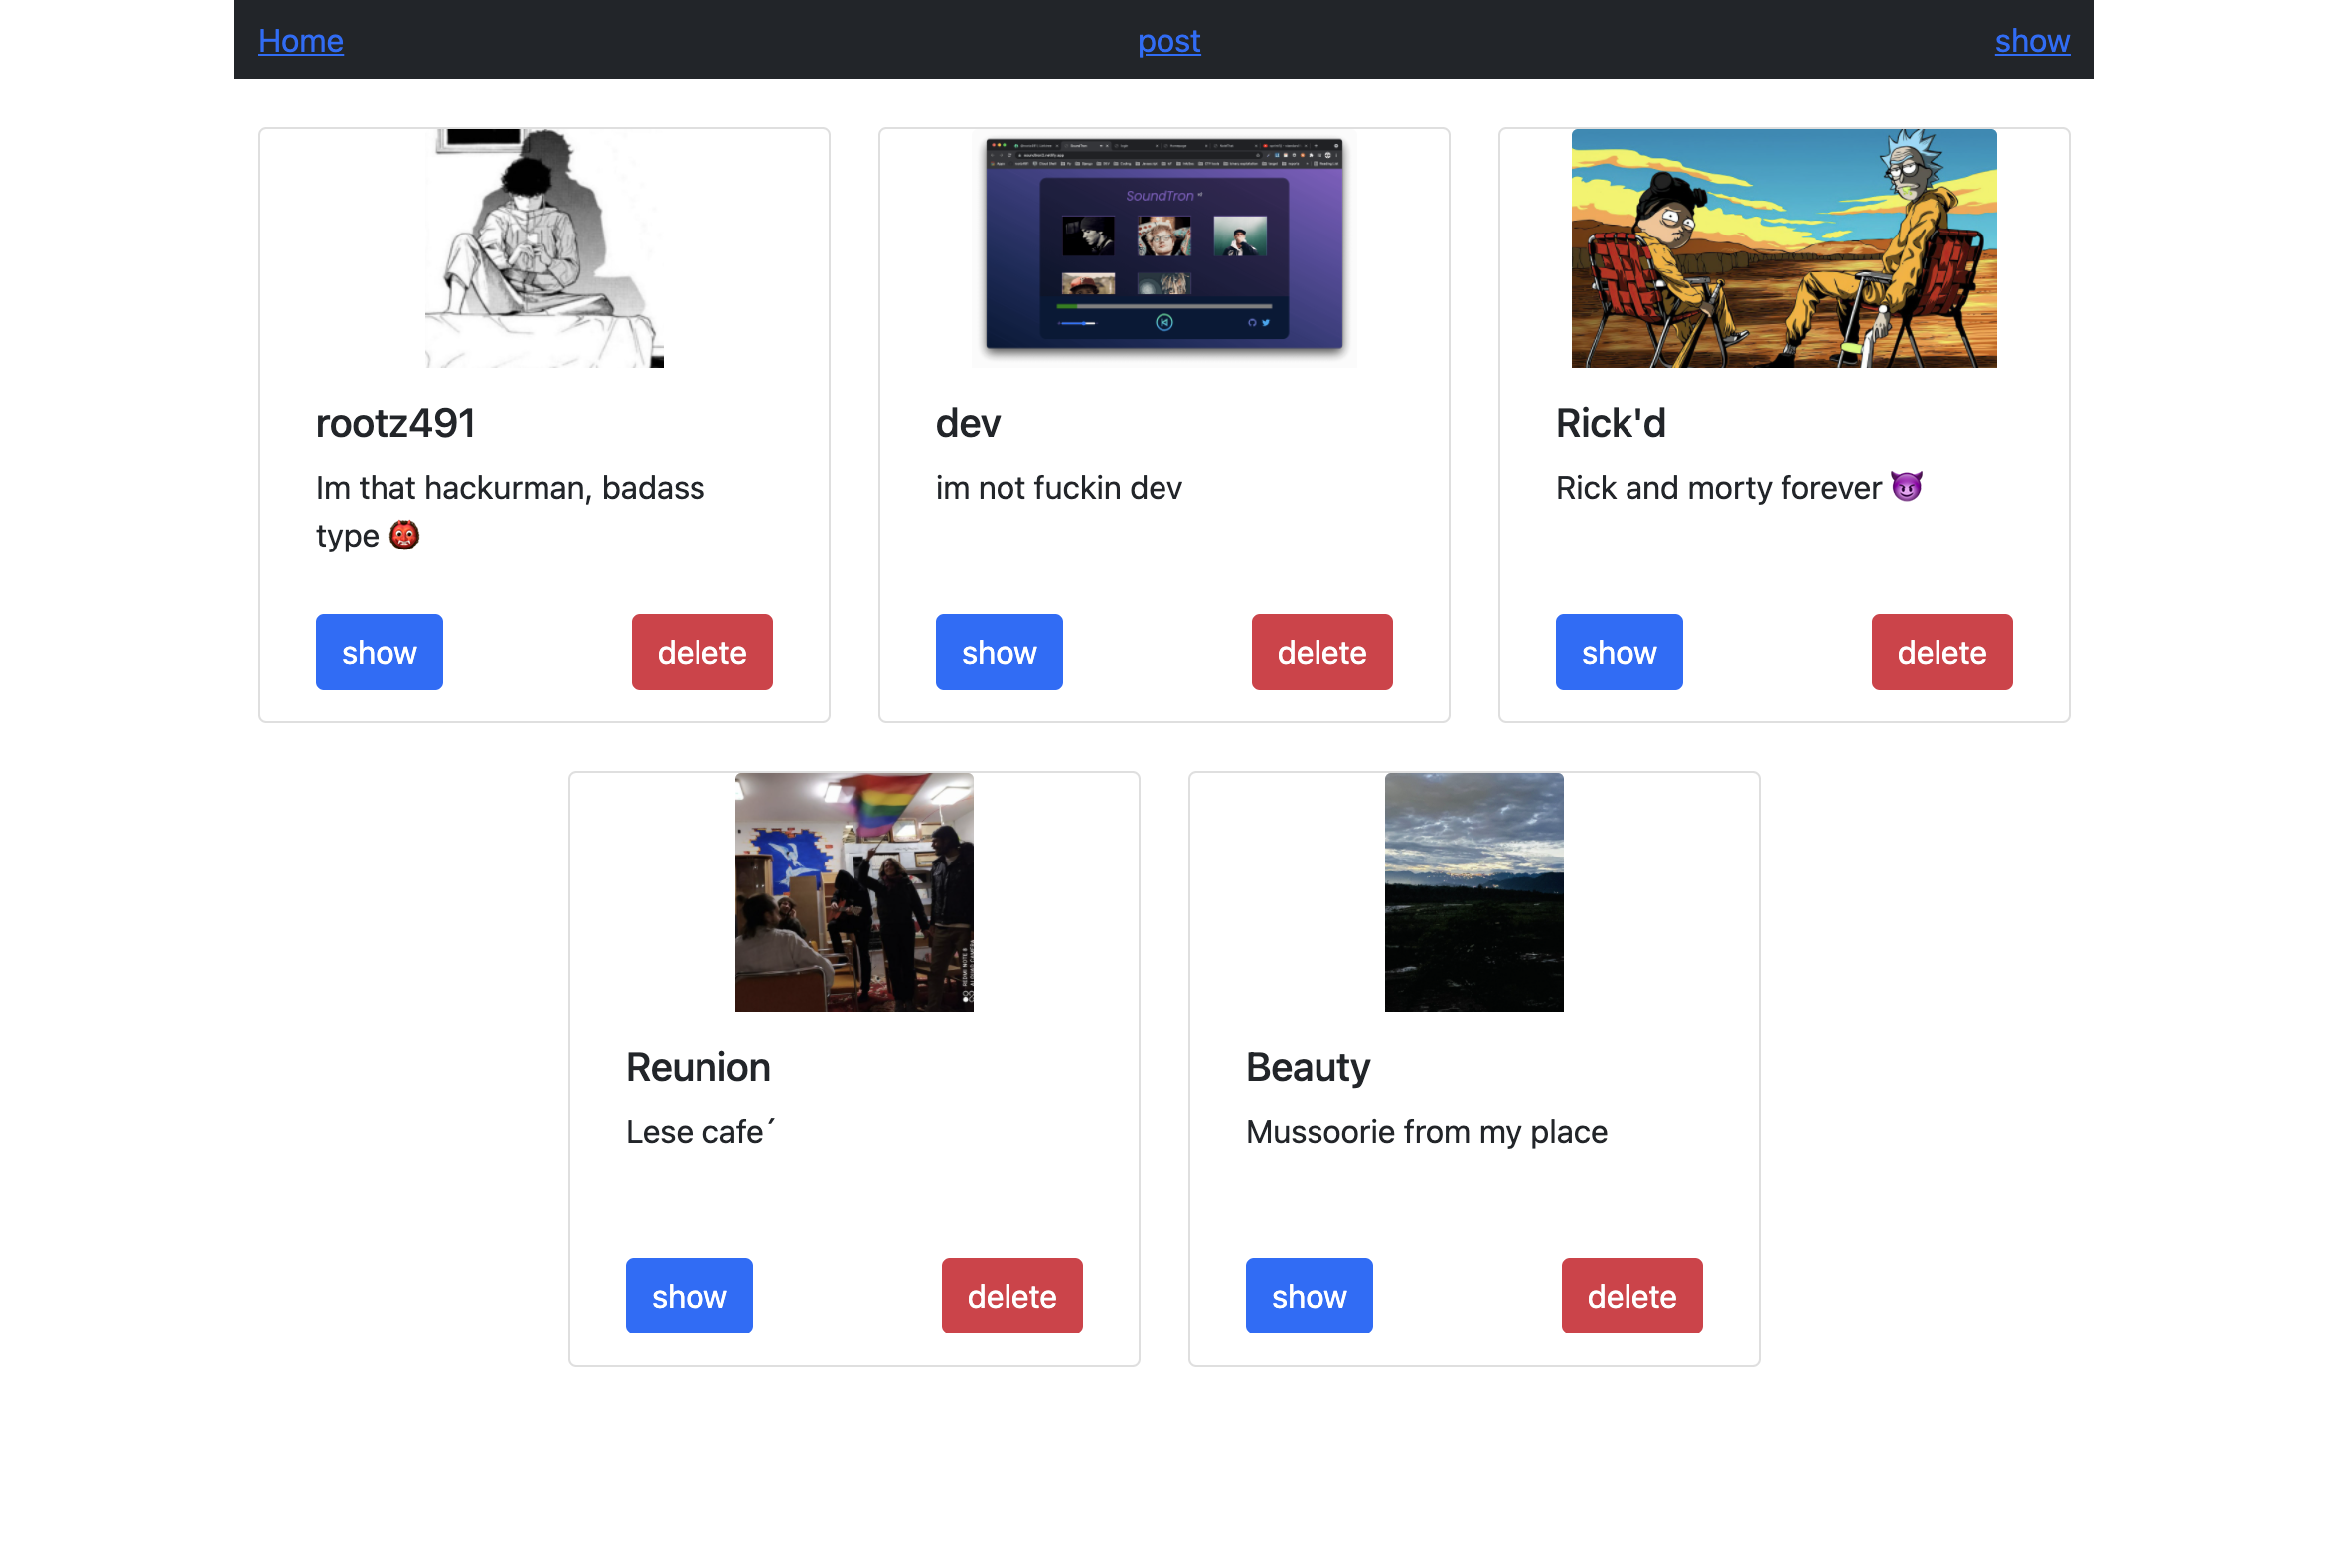 Home post show
SoundTron
rootz491
Im that hackurman, badass
type 👹
show delete
dev
im not fuckin dev
show delete
Rick'd
Rick and morty forever 😈
show delete
Reunion
Lese cafe´
show delete
Beauty
Mussoorie from my place
show delete